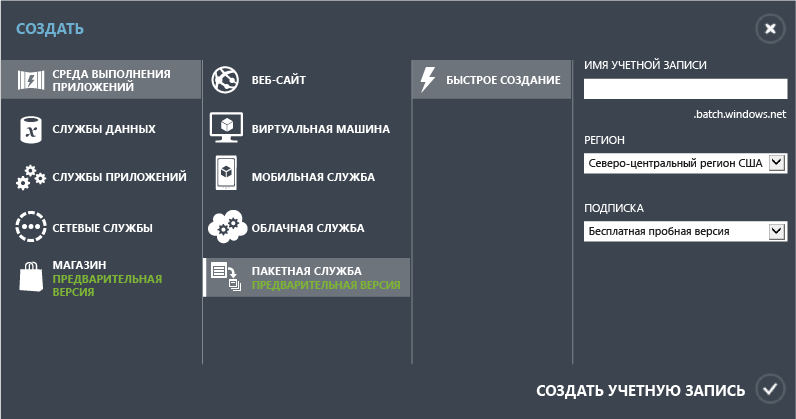 СОЗДАТЬ
СРЕДА ВЫПОЛНЕНИЯ
ПРИЛОЖЕНИЙ
СЛУЖБЫ ДАННЫХ
СЛУЖБЫ ПРИЛОЖЕНИЙ
СЕТЕВЫЕ СЛУЖБЫ
МАГАЗИН
ПРЕДВАРИТЕЛЬНАЯ
ВЕРСИЯ
ВЕБ-САЙТ
ВИРТУАЛЬНАЯ МАШИНА
МОБИЛЬНАЯ СЛУЖБА
ОБЛАЧНАЯ СЛУЖБА
ПАКЕТНАЯ СЛУЖБА
ПРЕДВАРИТЕЛЬНАЯ ВЕРСИЯ
БЫСТРОЕ СОЗДАНИЕ
ИМЯ УЧЕТНОЙ ЗАПИСИ
.batch.windows.net
РЕГИОН
Северо-центральный регион США
ПОДПИСКА
Бесплатная пробная версия
СОЗДАТЬ УЧЕТНУЮ ЗАПИСЬ